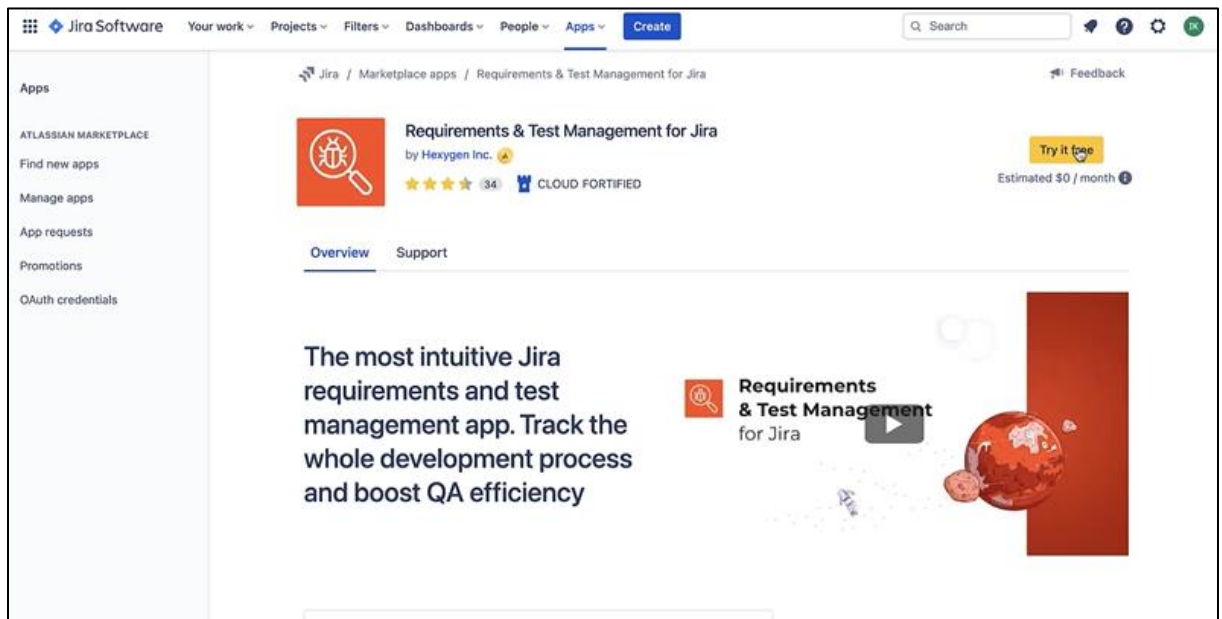 Jira Software Your work Projects Filters Dashboards People Apps Create Search IK
Apps
ATLASSIAN MARKETPLACE
Find new apps
Manage apps
App requests
Promotions
OAuth credentials
Jira / Marketplace apps / Requirements & Test Management for Jira
Feedback
Requirements & Test Management for Jira
by Hexygen Inc.
34 CLOUD FORTIFIED
Try it free
Estimated $0 / month
Overview Support
The most intuitive Jira
requirements and test
management app. Track the
whole development process
and boost QA efficiency
Requirements
& Test Management
for Jira